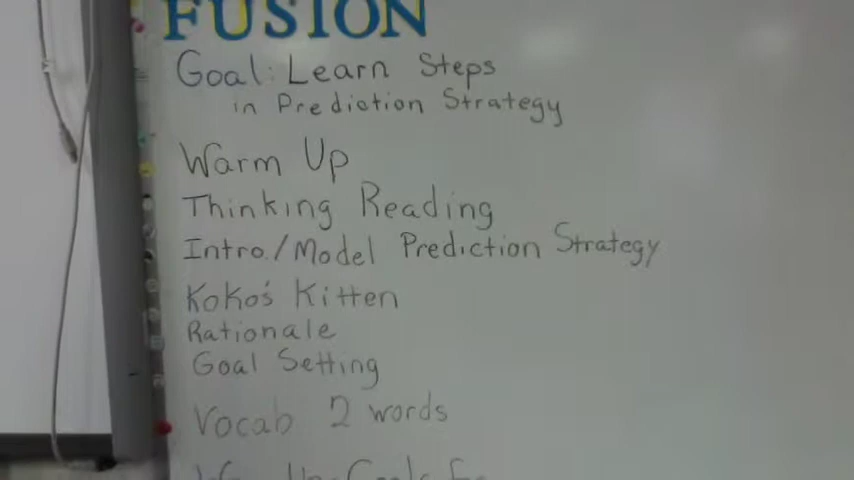 FUSION
Goal: Learn Steps
in Prediction Strategy
Warm Up
Thinking Reading
Intro./Model Prediction Strategy
Koko's Kitten
Rationale
Goal Setting
Vocab 2 words